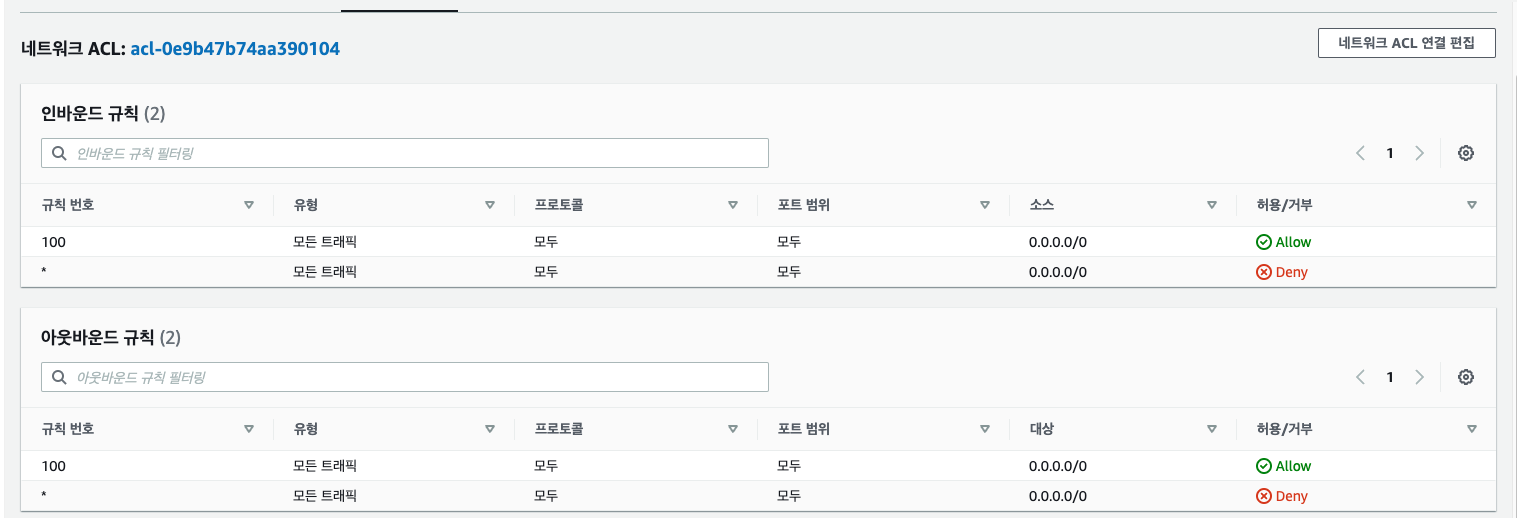 네트워크 ACL: acl-0e9b47b74aa390104 네트워크 ACL 연결 편집
인바운드 규칙 (2)
인바운드 규칙 필터링 1
규칙 번호 유형 프로토콜 포트 범위 소스 허용/거부
100 모든 트래픽 모두 모두 0.0.0.0/0 Allow
* 모든 트래픽 모두 모두 0.0.0.0/0 Deny
아웃바운드 규칙 (2)
아웃바운드 규칙 필터링 1
규칙 번호 유형 프로토콜 포트 범위 대상 허용/거부
100 모든 트래픽 모두 모두 0.0.0.0/0 Allow
* 모든 트래픽 모두 모두 0.0.0.0/0 Deny